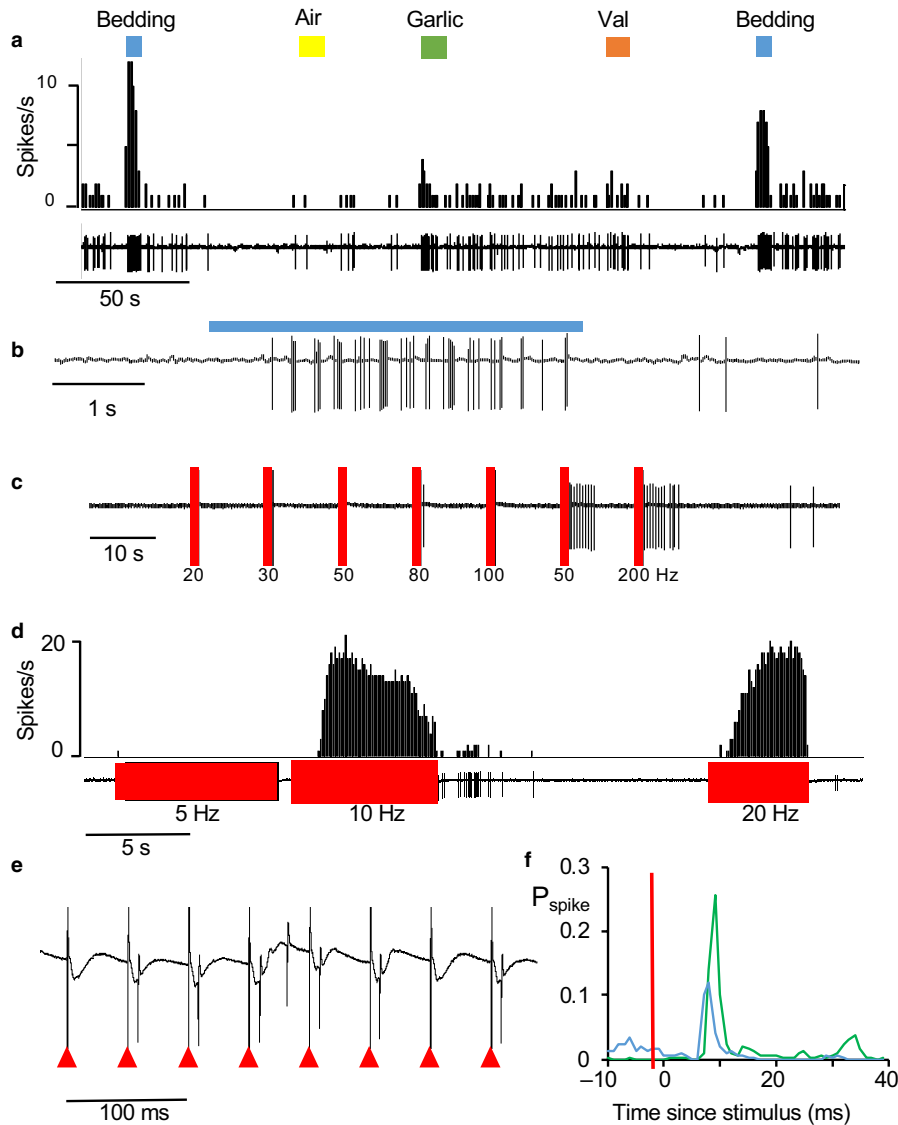 Bedding Air Garlic Val Bedding
a
10
Spikes/s
0
50 s
b
1 s
c
10 s
20 30 50 80 100 50 200 Hz
d
20
Spikes/s
0
5 Hz 10 Hz 20 Hz
5 s
e
100 ms
f
0.3
Pspike
0.2
0.1
0
−10 0 20 40
Time since stimulus (ms)